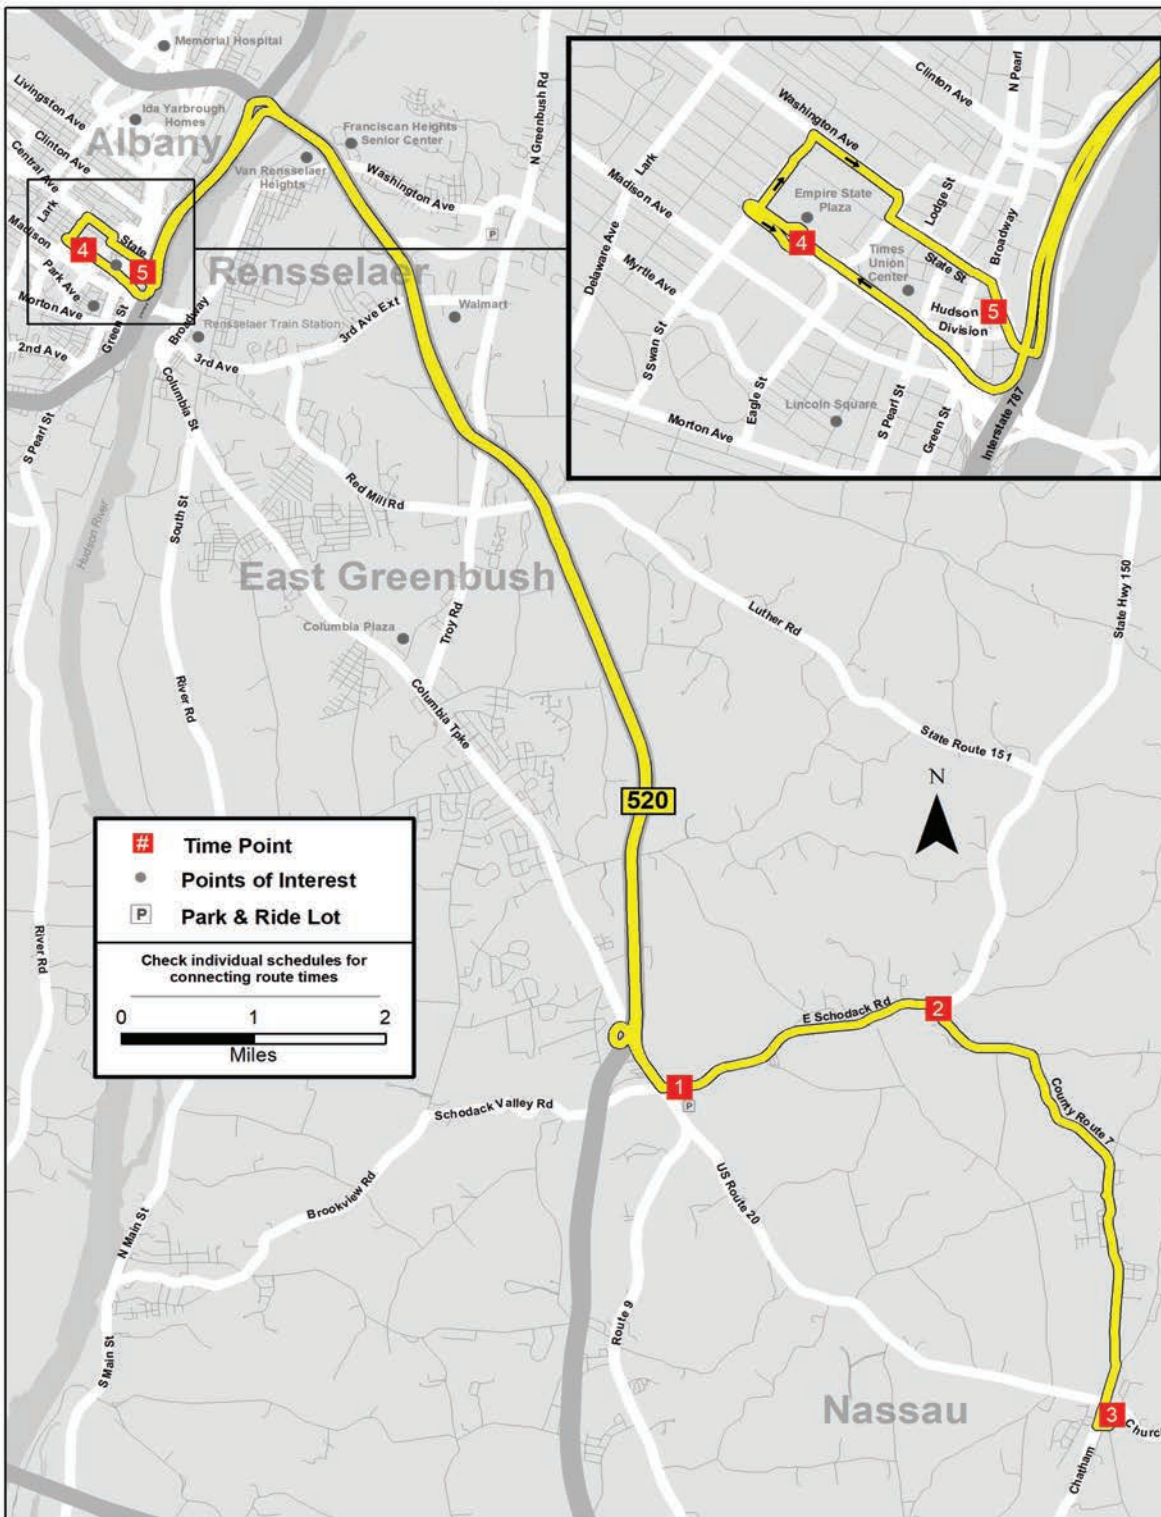 Memorial Hospital
Livingston Ave
Ida Yarbrough
Homes
Albany
Clinton Ave
Central Ave
Lark
Madison
State
4
5
Park Ave
Morton Ave
Green St
2nd Ave
S Pearl St
Franciscan Heights
Senior Center
Van Rensselaer
Heights
Washington Ave
N Greenbush Rd
P
Rensselaer
Walmart
Broadway
Rensselaer Train Station
3rd Ave Ext
3rd Ave
Columbia St
Clinton Ave
N Pearl
Washington Ave
Lark
Madison Ave
Empire State
Plaza
Lodge St
Broadway
Delaware Ave
4
Times
Union
Center
State St
Myrtle Ave
Hudson
5
Division
S Swan St
Eagle St
Lincoln Square
S Pearl St
Green St
Interstate 787
Morton Ave
Hudson River
South St
Red Mill Rd
East Greenbush
Columbia Plaza
Troy Rd
Luther Rd
State Hwy 150
River Rd
Columbia Tpke
State Route 151
N
520
# Time Point
Points of Interest
P Park & Ride Lot
Check individual schedules for
connecting route times
0 1 2
Miles
River Rd
E Schodack Rd
2
1
P
Schodack Valley Rd
County Route 7
Brookview Rd
US Route 20
N Main St
Route 9
S Main St
Nassau
3
Church
Chatham